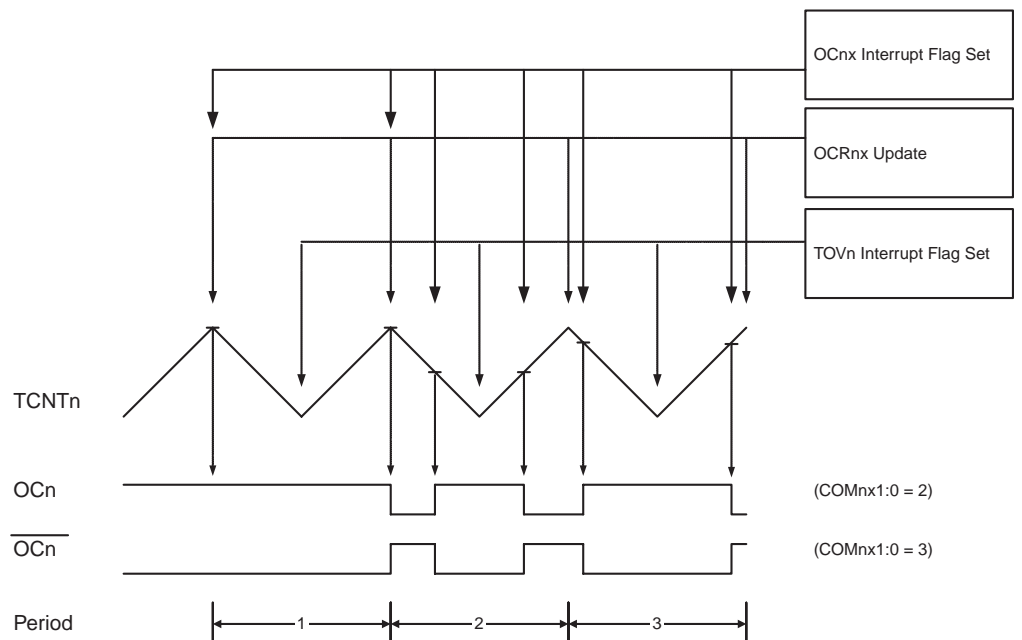 OCnx Interrupt Flag Set
OCRnx Update
TOVn Interrupt Flag Set
TCNTn
OCn
(COMnx1:0 = 2)
OCn
(COMnx1:0 = 3)
Period
1
2
3